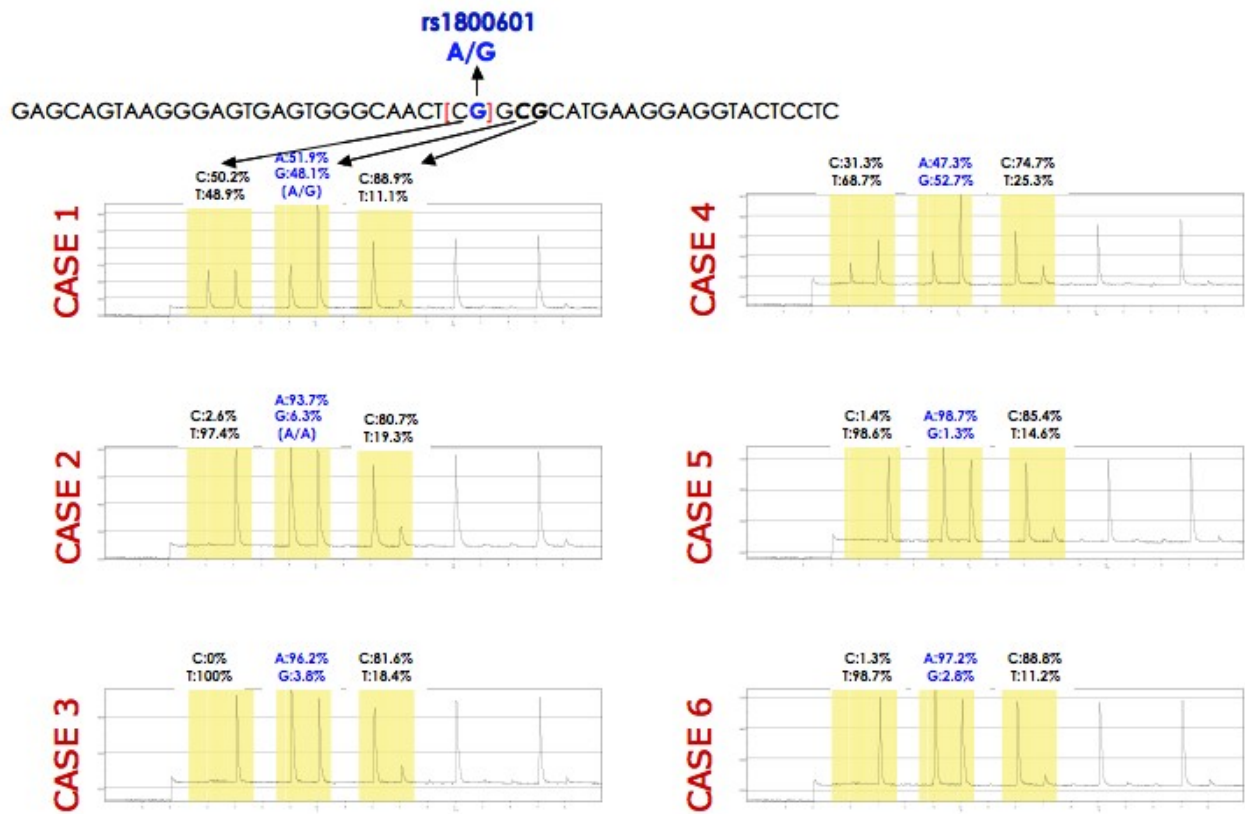 rs1800601
A/G
GAGCAGTAAGGGAGTGAGTGGGCAACT[CG]GCGCATGAAGGAGGTACTCCTC
CASE 1
C:50.2%
T:48.9%
A:51.9%
G:48.1%
(A/G)
C:88.9%
T:11.1%
CASE 4
C:31.3%
T:68.7%
A:47.3%
G:52.7%
C:74.7%
T:25.3%
CASE 2
C:2.6%
T:97.4%
A:93.7%
G:6.3%
(A/A)
C:80.7%
T:19.3%
CASE 5
C:1.4%
T:98.6%
A:98.7%
G:1.3%
C:85.4%
T:14.6%
CASE 3
C:0%
T:100%
A:96.2%
G:3.8%
C:81.6%
T:18.4%
CASE 6
C:1.3%
T:98.7%
A:97.2%
G:2.8%
C:88.8%
T:11.2%